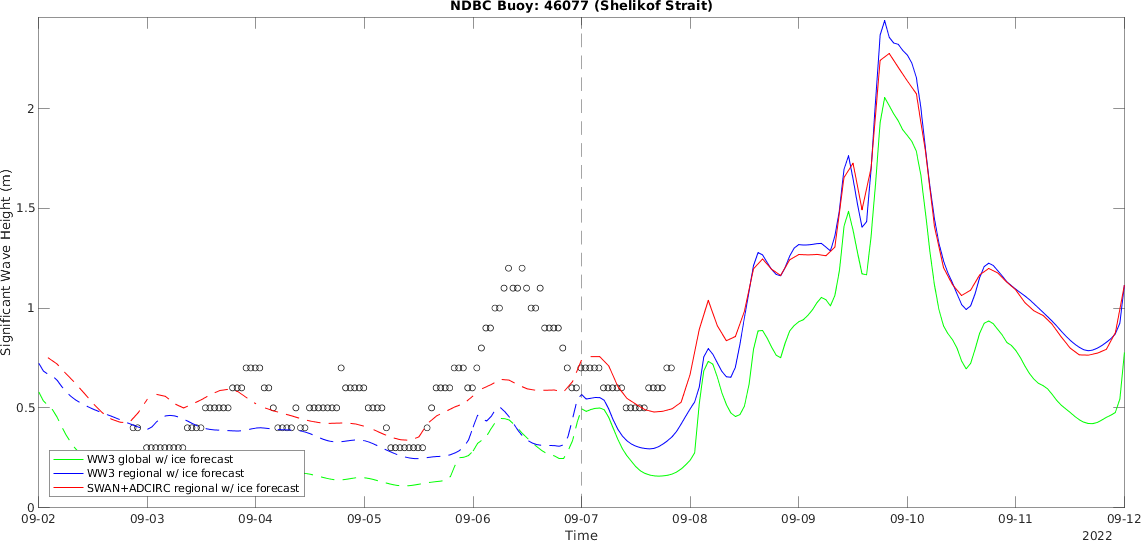 NDBC Buoy: 46077 (Shelikof Strait)
Significant Wave Height (m)
2
1.5
1
0.5
0
WW3 global w/ ice forecast
WW3 regional w/ ice forecast
SWAN+ADCIRC regional w/ ice forecast
09-02 09-03 09-04 09-05 09-06 09-07 09-08 09-09 09-10 09-11 09-12
Time
2022